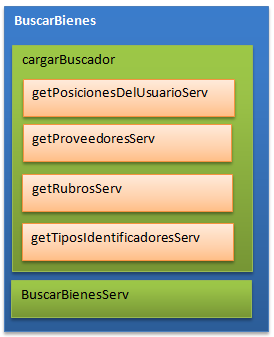 BuscarBienes
cargarBuscador
getPosicionesDelUsuarioServ
getProveedoresServ
getRubrosServ
getTiposIdentificadoresServ
BuscarBienesServ